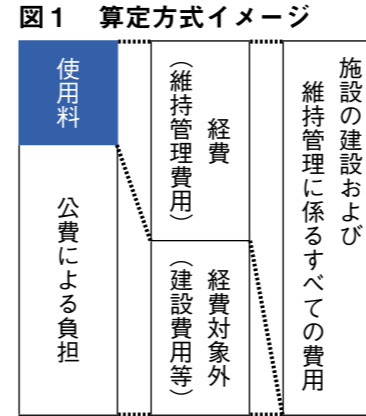 図1 算定方式イメージ
使用料
公費による負担
経費
（維持管理費用）
経費対象外
（建設費用等）
施設の建設および
維持管理に係るすべての費用